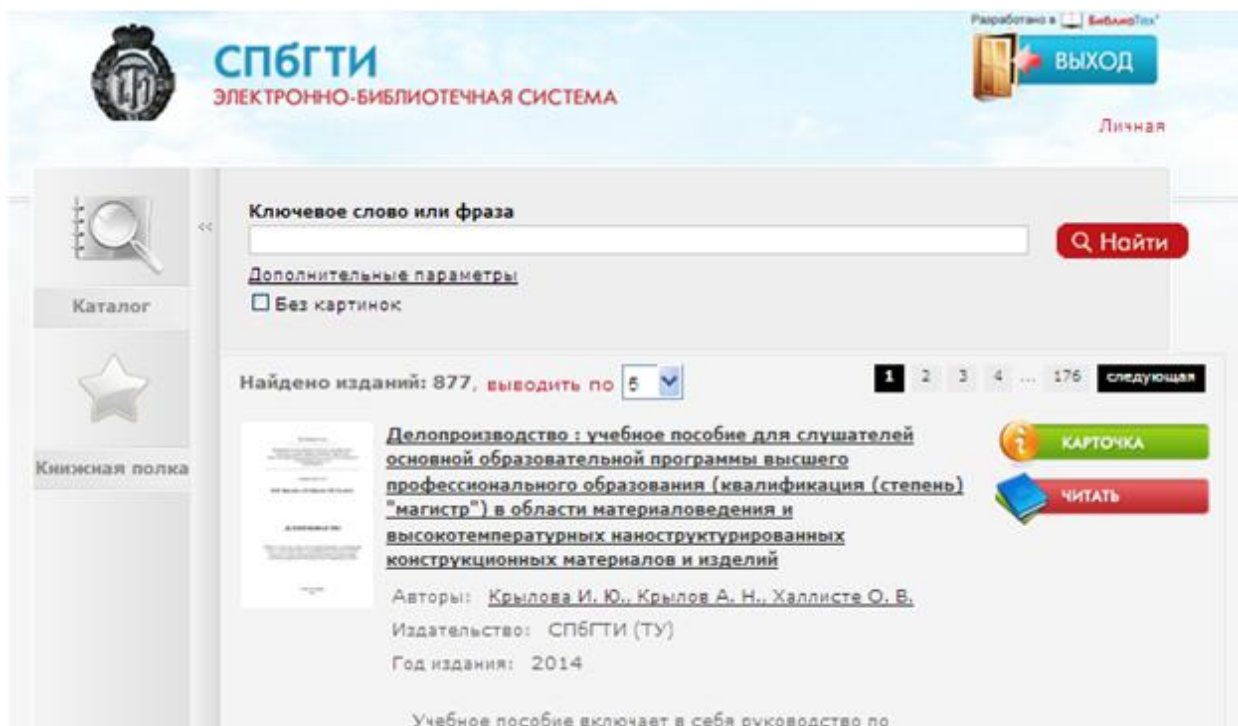 Разработано в БиблиоТех
СПбГТИ
ЭЛЕКТРОННО-БИБЛИОТЕЧНАЯ СИСТЕМА
ВЫХОД
Личная
Ключевое слово или фраза
<<
Найти
Дополнительные параметры
Без картинок
Каталог
Найдено изданий: 877, выводить по 5
1 2 3 4 ... 176 следующая
Делопроизводство : учебное пособие для слушателей
основной образовательной программы высшего
профессионального образования (квалификация (степень)
"магистр") в области материаловедения и
высокотемпературных наноструктурированных
конструкционных материалов и изделий
КАРТОЧКА
ЧИТАТЬ
Книжная полка
Авторы: Крылова И. Ю., Крылов А. Н., Халлисте О. В.
Издательство: СПбГТИ (ТУ)
Год издания: 2014
Учебное пособие включает в себя руководство по